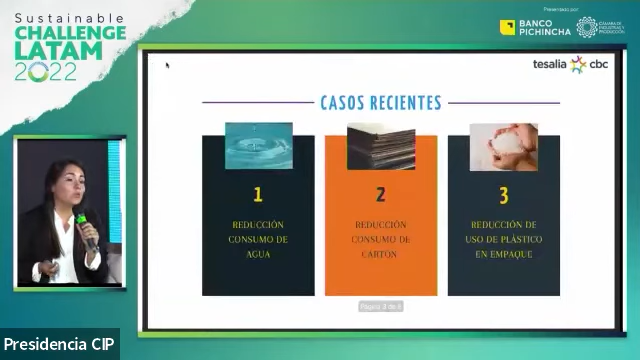 Sustainable
CHALLENGE
LATAM
2022
Presentado por:
BANCO
PICHINCHA
CÁMARA DE
INDUSTRIAS Y
PRODUCCIÓN
tesalia cbc
CASOS RECIENTES
1
REDUCCIÓN
CONSUMO DE
AGUA
2
REDUCCIÓN
CONSUMO DE
CARTÓN
3
REDUCCIÓN DE
USO DE PLÁSTICO
EN EMPAQUE
Página 3 de 6
Presidencia CIP